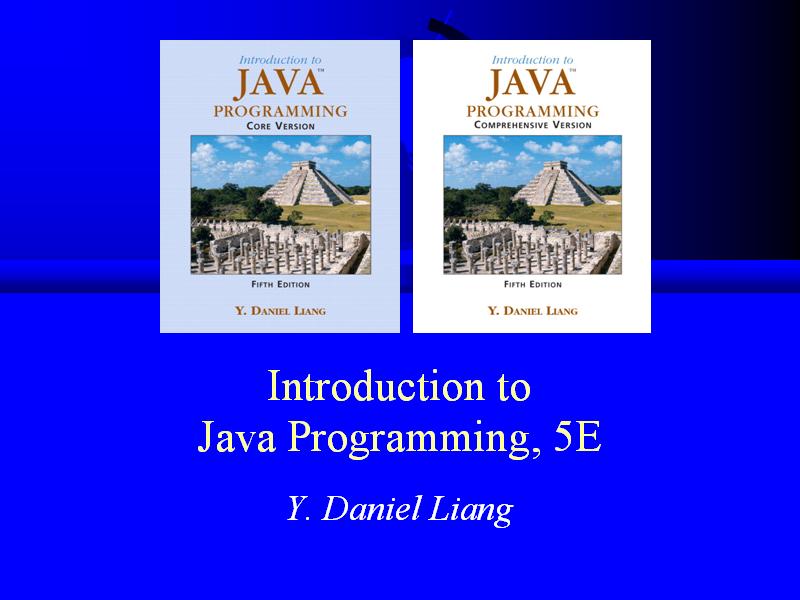 Introduction to
JAVA™
PROGRAMMING
CORE VERSION
FIFTH EDITION
Y. DANIEL LIANG
Introduction to
JAVA™
PROGRAMMING
COMPREHENSIVE VERSION
FIFTH EDITION
Y. DANIEL LIANG
Introduction to
Java Programming, 5E
Y. Daniel Liang